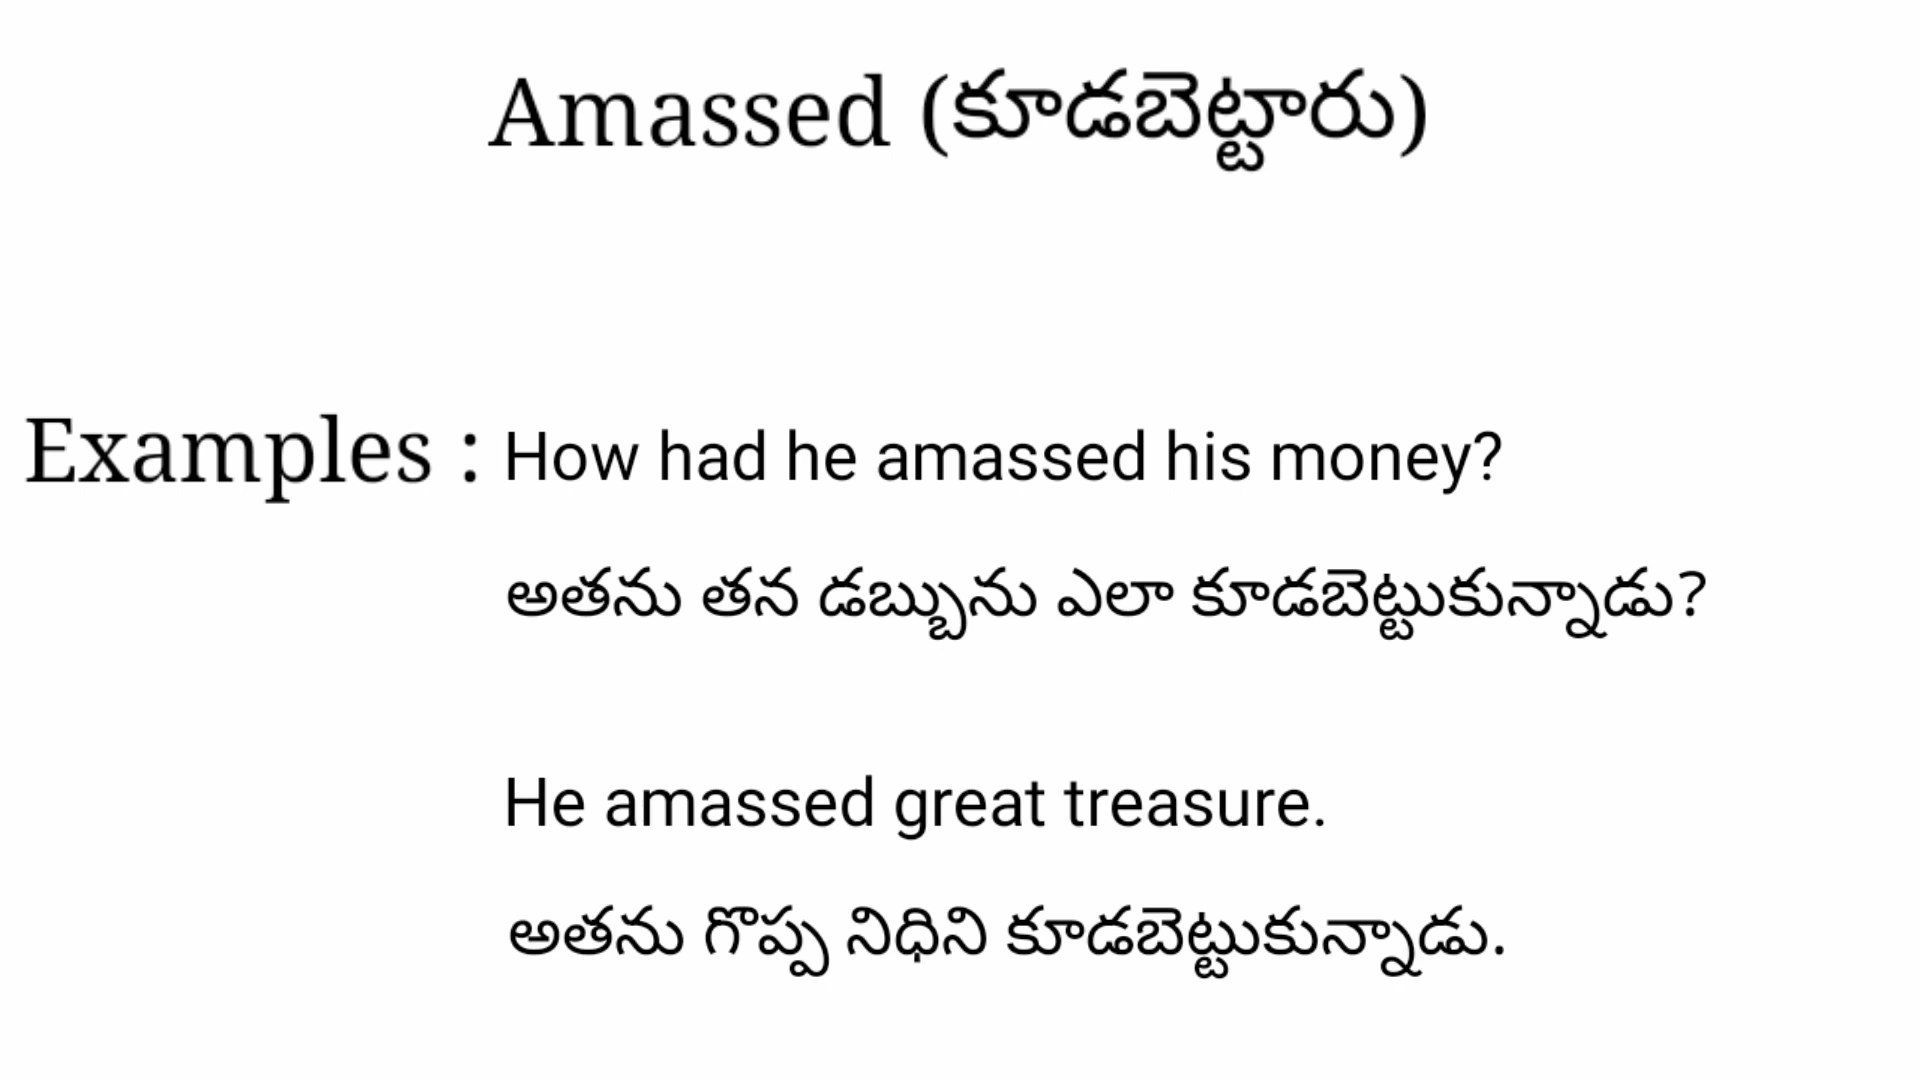 Amassed (కూడబెట్టారు)
Examples : How had he amassed his money?
అతను తన డబ్బును ఎలా కూడబెట్టుకున్నాడు?
He amassed great treasure.
అతను గొప్ప నిధిని కూడబెట్టుకున్నాడు.